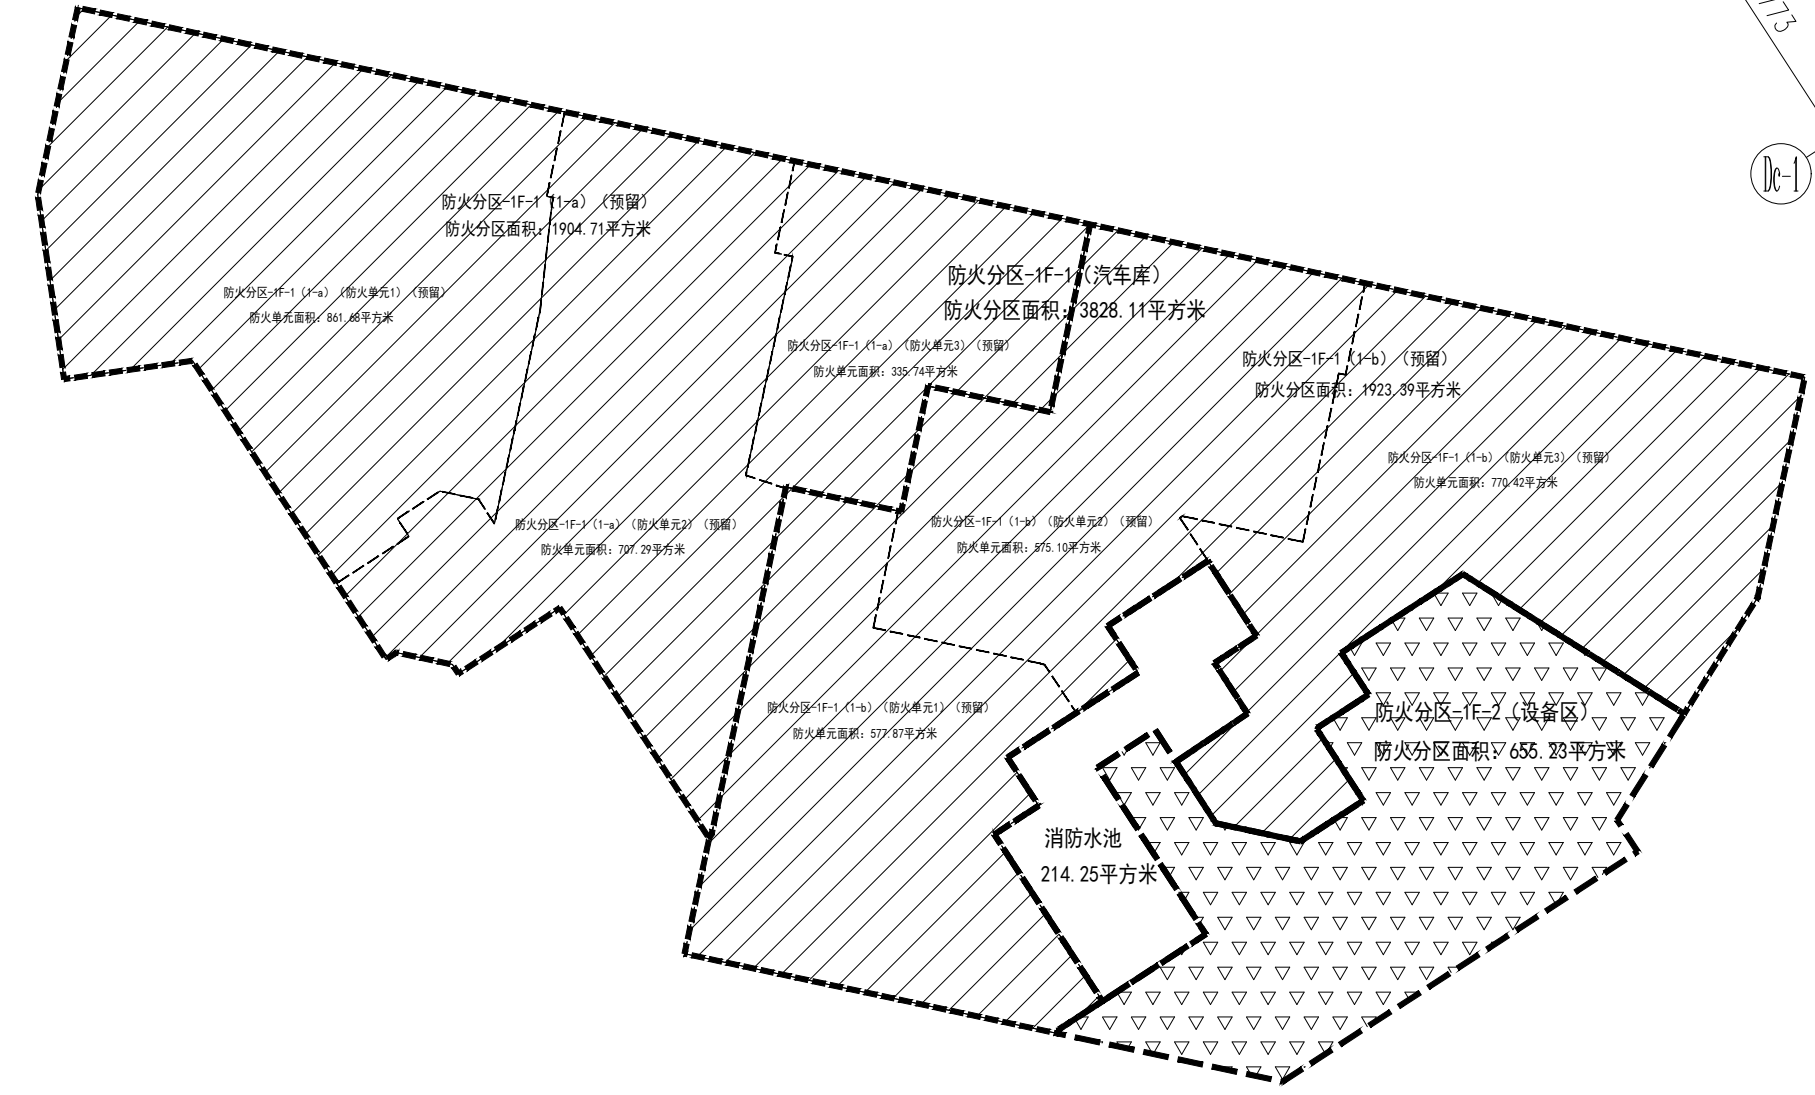 773
Dc-1
防火分区-1F-1（1-a）（预留）
防火分区面积：1904.71平方米
防火分区-1F-1（汽车库）
防火分区面积：3828.11平方米
防火分区-1F-1（1-a）（防火单元1）（预留）
防火单元面积：861.68平方米
防火分区-1F-1（1-a）（防火单元3）（预留）
防火单元面积：335.74平方米
防火分区-1F-1（1-b）（预留）
防火分区面积：1923.39平方米
防火分区-1F-1（1-b）（防火单元3）（预留）
防火单元面积：770.42平方米
防火分区-1F-1（1-a）（防火单元2）（预留）
防火单元面积：707.29平方米
防火分区-1F-1（1-b）（防火单元2）（预留）
防火单元面积：575.10平方米
防火分区-1F-1（1-b）（防火单元1）（预留）
防火单元面积：577.87平方米
防火分区-1F-2（设备区）
防火分区面积：655.23平方米
消防水池
214.25平方米